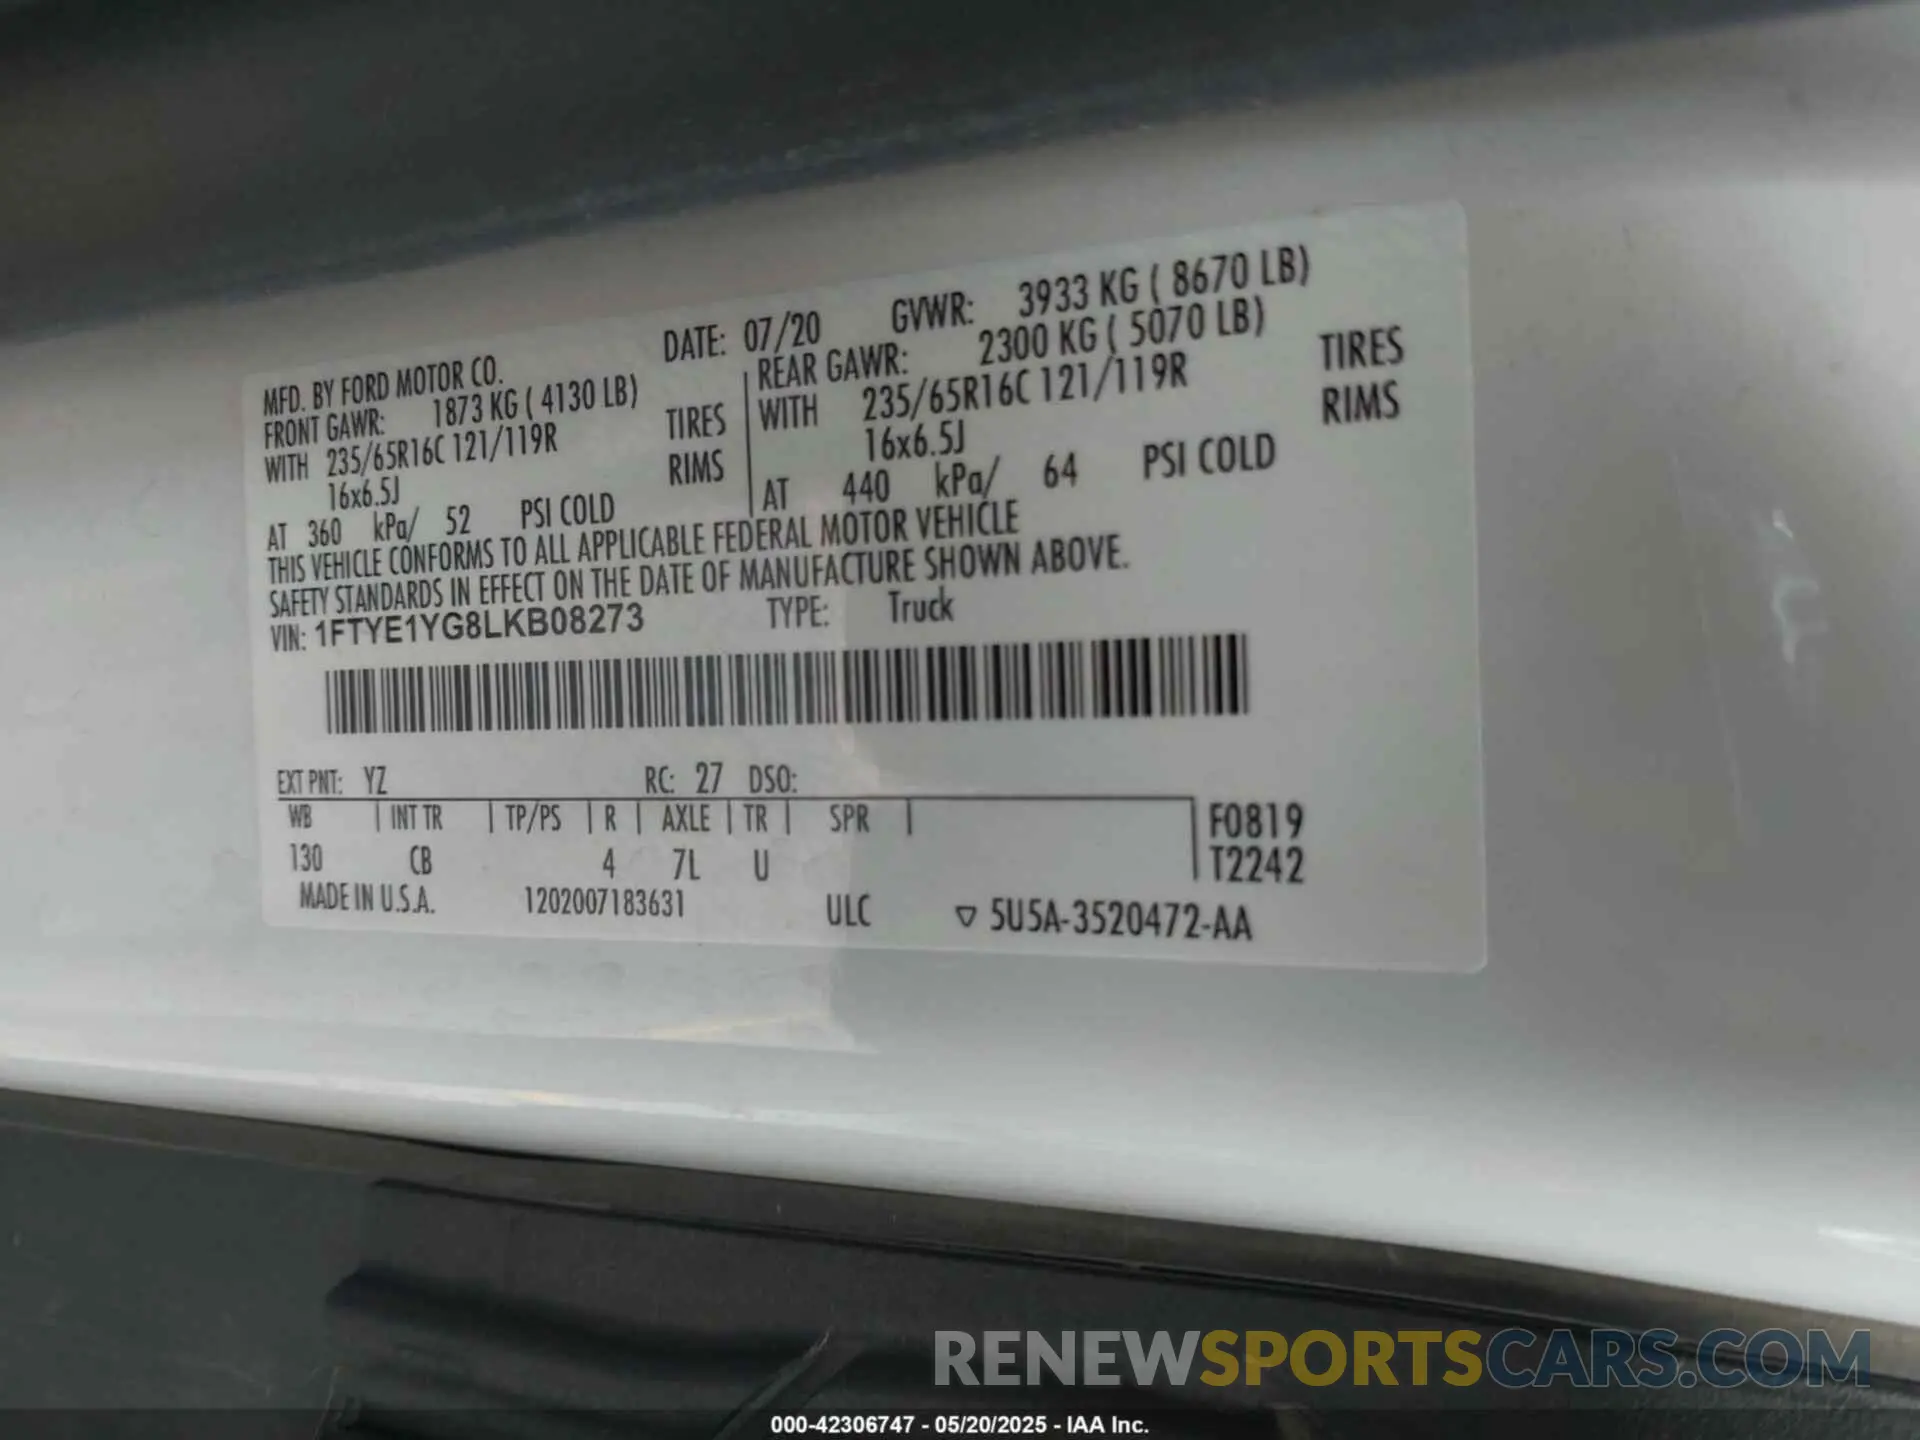 MFD. BY FORD MOTOR CO. DATE: 07/20 GVWR: 3933 KG ( 8670 LB)
FRONT GAWR: 1873 KG ( 4130 LB) REAR GAWR: 2300 KG ( 5070 LB)
WITH 235/65R16C 121/119R TIRES WITH 235/65R16C 121/119R TIRES
16x6.5J RIMS 16x6.5J RIMS
AT 360 kPa/ 52 PSI COLD AT 440 kPa/ 64 PSI COLD
THIS VEHICLE CONFORMS TO ALL APPLICABLE FEDERAL MOTOR VEHICLE
SAFETY STANDARDS IN EFFECT ON THE DATE OF MANUFACTURE SHOWN ABOVE.
VIN: 1FTYE1YG8LKB08273 TYPE: Truck
EXT PNT: YZ RC: 27 DSO:
WB | INT TR | TP/PS | R | AXLE | TR | SPR | F0819
130 CB 4 7L U T2242
MADE IN U.S.A. 1202007183631 ULC ▽ 5U5A-3520472-AA
RENEWSPORTSCARS.COM
000-42306747 - 05/20/2025 - IAA Inc.